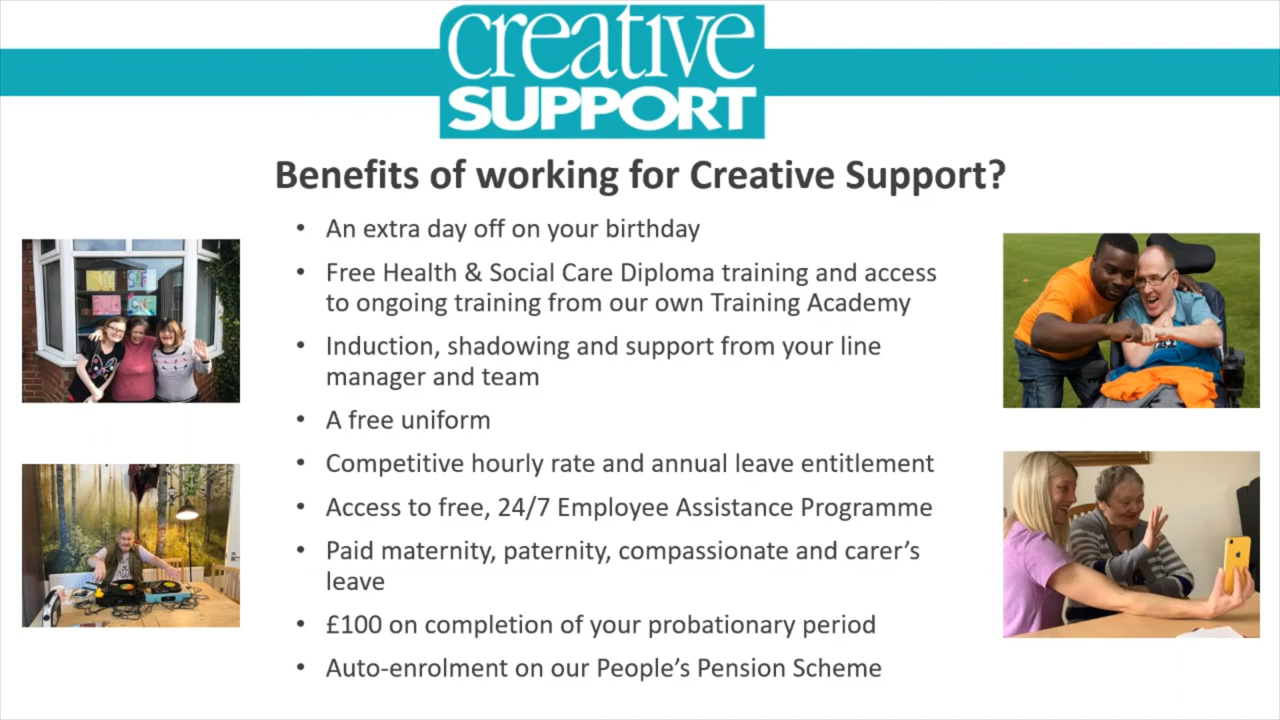 creative
SUPPORT
Benefits of working for Creative Support?
• An extra day off on your birthday
• Free Health & Social Care Diploma training and access
to ongoing training from our own Training Academy
• Induction, shadowing and support from your line
manager and team
• A free uniform
• Competitive hourly rate and annual leave entitlement
• Access to free, 24/7 Employee Assistance Programme
• Paid maternity, paternity, compassionate and carer’s
leave
• £100 on completion of your probationary period
• Auto-enrolment on our People’s Pension Scheme